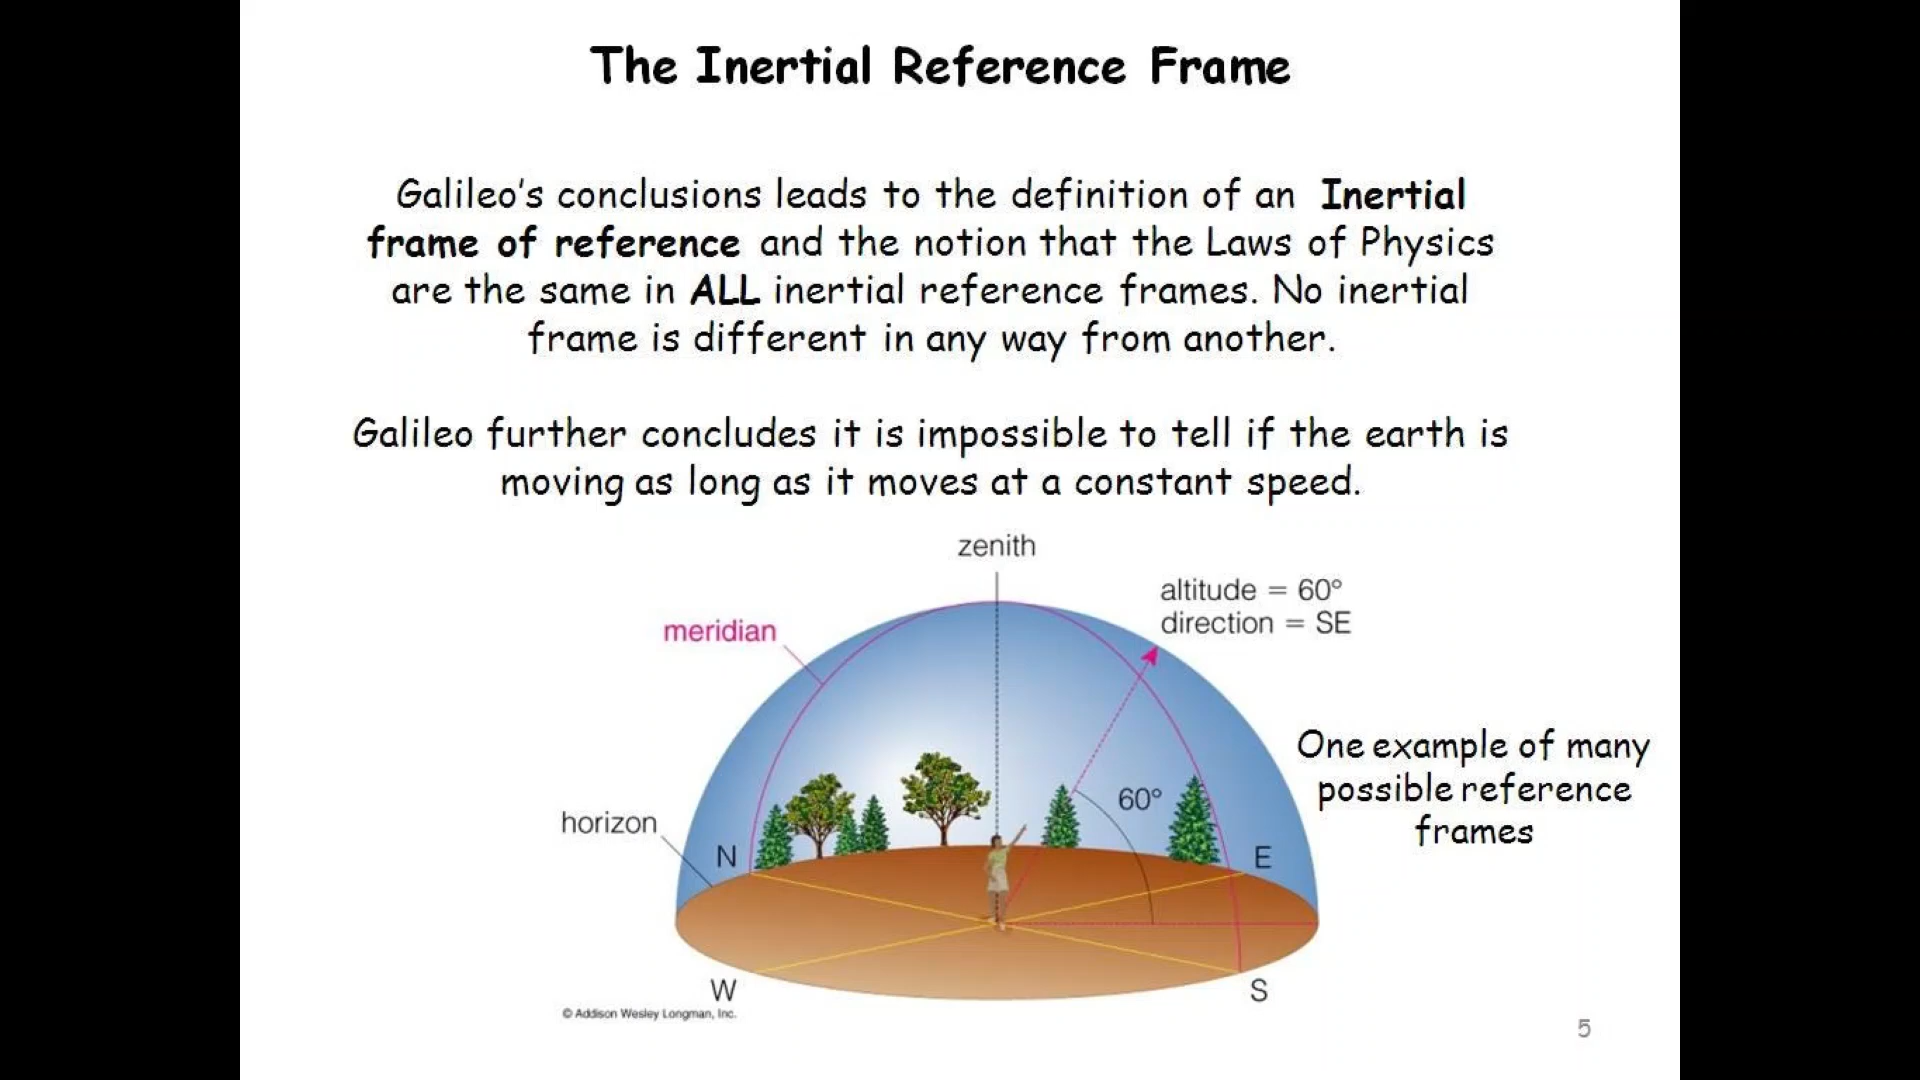 The Inertial Reference Frame
Galileo's conclusions leads to the definition of an Inertial
frame of reference and the notion that the Laws of Physics
are the same in ALL inertial reference frames. No inertial
frame is different in any way from another.
Galileo further concludes it is impossible to tell if the earth is
moving as long as it moves at a constant speed.
zenith
altitude = 60°
direction = SE
meridian
One example of many
possible reference
frames
60°
horizon
N
E
W
S
© Addison Wesley Longman, Inc.
5